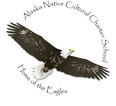 Alaska Native Cultural Charter School
Home of the Eagles